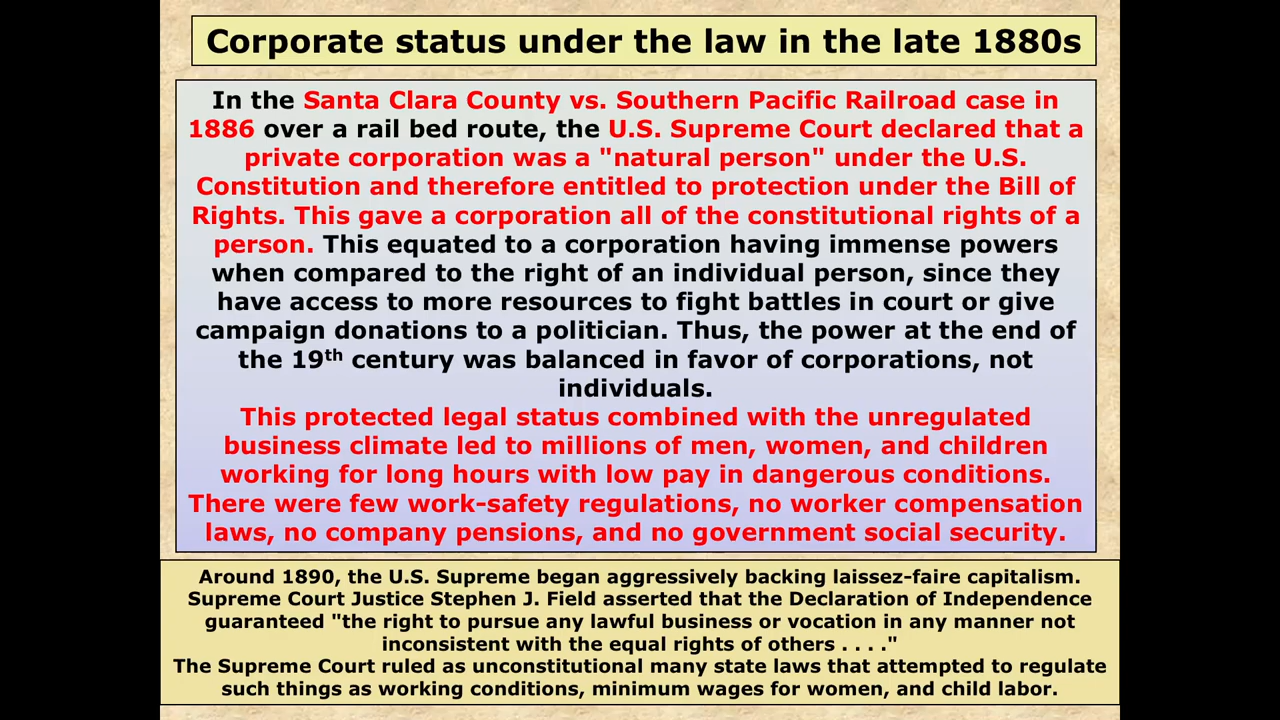 Corporate status under the law in the late 1880s
In the Santa Clara County vs. Southern Pacific Railroad case in
1886 over a rail bed route, the U.S. Supreme Court declared that a
private corporation was a "natural person" under the U.S.
Constitution and therefore entitled to protection under the Bill of
Rights. This gave a corporation all of the constitutional rights of a
person. This equated to a corporation having immense powers
when compared to the right of an individual person, since they
have access to more resources to fight battles in court or give
campaign donations to a politician. Thus, the power at the end of
the 19th century was balanced in favor of corporations, not
individuals.
This protected legal status combined with the unregulated
business climate led to millions of men, women, and children
working for long hours with low pay in dangerous conditions.
There were few work-safety regulations, no worker compensation
laws, no company pensions, and no government social security.
Around 1890, the U.S. Supreme began aggressively backing laissez-faire capitalism.
Supreme Court Justice Stephen J. Field asserted that the Declaration of Independence
guaranteed "the right to pursue any lawful business or vocation in any manner not
inconsistent with the equal rights of others . . . ."
The Supreme Court ruled as unconstitutional many state laws that attempted to regulate
such things as working conditions, minimum wages for women, and child labor.